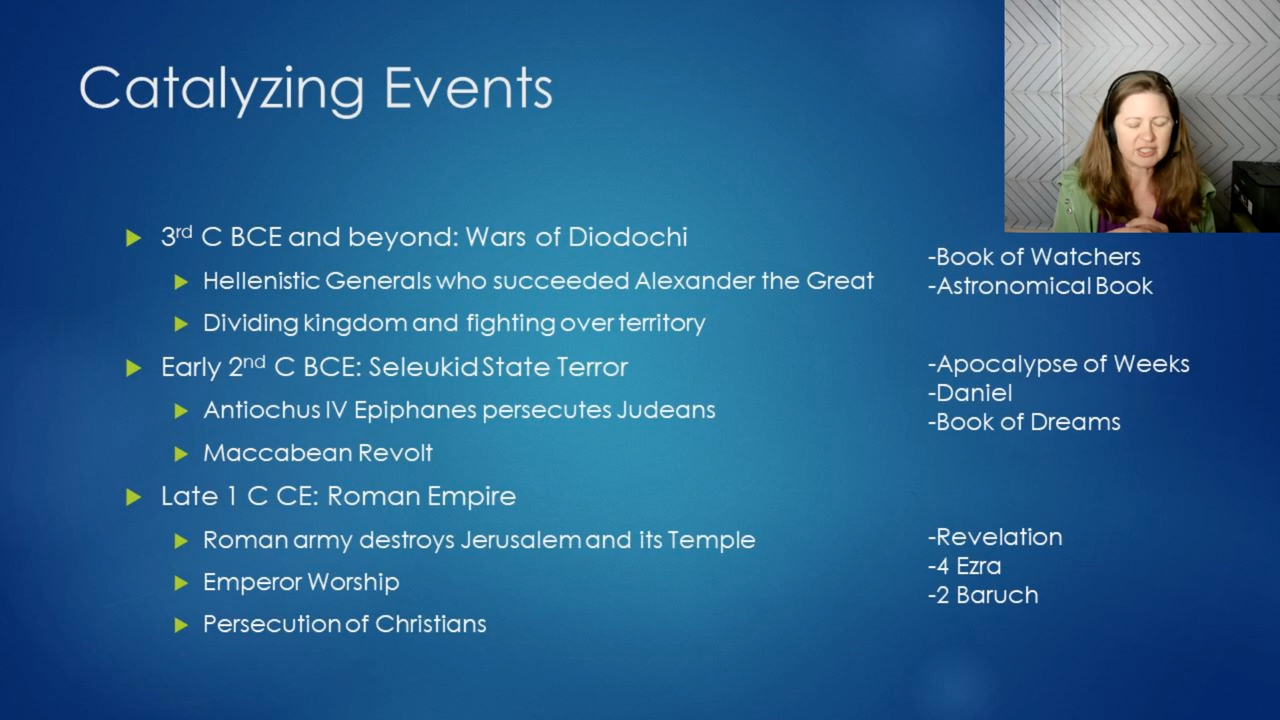 Catalyzing Events
3rd C BCE and beyond: Wars of Diodochi
Hellenistic Generals who succeeded Alexander the Great
Dividing kingdom and fighting over territory
Early 2nd C BCE: Seleukid State Terror
Antiochus IV Epiphanes persecutes Judeans
Maccabean Revolt
Late 1 C CE: Roman Empire
Roman army destroys Jerusalem and its Temple
Emperor Worship
Persecution of Christians
-Book of Watchers
-Astronomical Book
-Apocalypse of Weeks
-Daniel
-Book of Dreams
-Revelation
-4 Ezra
-2 Baruch